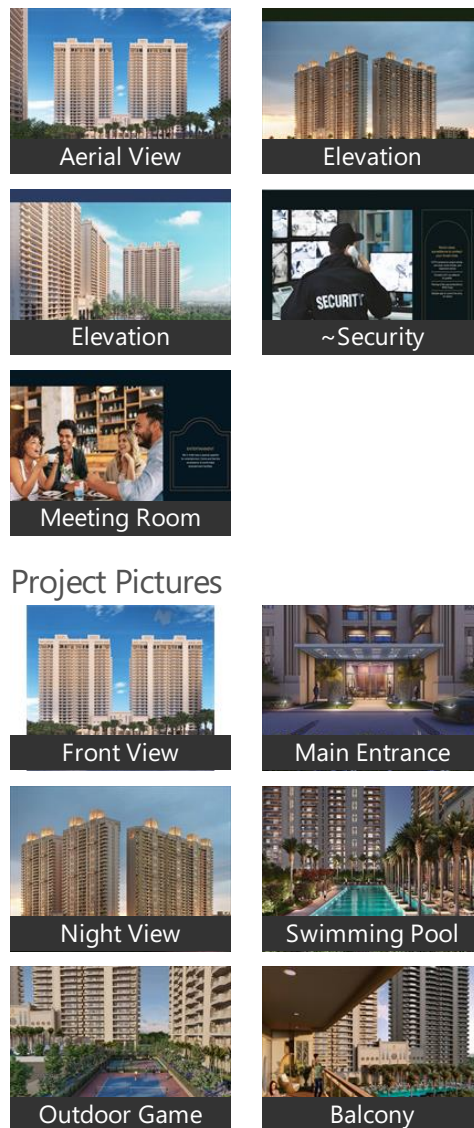 Aerial View
Elevation
Elevation
SECURITY
~Security
ENTERTAINMENT
Meeting Room
Project Pictures
Front View
Main Entrance
Night View
Swimming Pool
Outdoor Game
Balcony